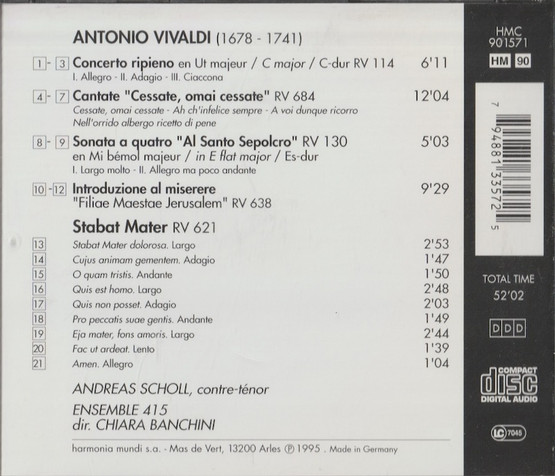 ANTONIO VIVALDI (1678 - 1741)
1 - 3 Concerto ripieno en Ut majeur / C major / C-dur RV 114 6'11
I. Allegro - II. Adagio - III. Ciaccona
4 - 7 Cantate "Cessate, omai cessate" RV 684 12'04
Cessate, omai cessate - Ah ch'infelice sempre - A voi dunque ricorro
Nell'orrido albergo ricetto di pene
8 - 9 Sonata a quatro "Al Santo Sepolcro" RV 130 5'03
en Mi bémol majeur / in E flat major / Es-dur
I. Largo molto - II. Allegro ma poco andante
10 - 12 Introduzione al miserere 9'29
"Filiae Maestae Jerusalem" RV 638
Stabat Mater RV 621
13 Stabat Mater dolorosa. Largo 2'53
14 Cujus animam gementem. Adagio 1'47
15 O quam tristis. Andante 1'50
16 Quis est homo. Largo 2'48
17 Quis non posset. Adagio 2'03
18 Pro peccatis suae gentis. Andante 1'49
19 Eja mater, fons amoris. Largo 2'44
20 Fac ut ardeat. Lento 1'39
21 Amen. Allegro 1'04
ANDREAS SCHOLL, contre-ténor
ENSEMBLE 415
dir. CHIARA BANCHINI
harmonia mundi s.a. - Mas de Vert, 13200 Arles ℗ 1995 . Made in Germany
HMC
901571
HM 90
7 94881 33572 5
TOTAL TIME
52'02
DDD
COMPACT
disc
DIGITAL AUDIO
LC 7045